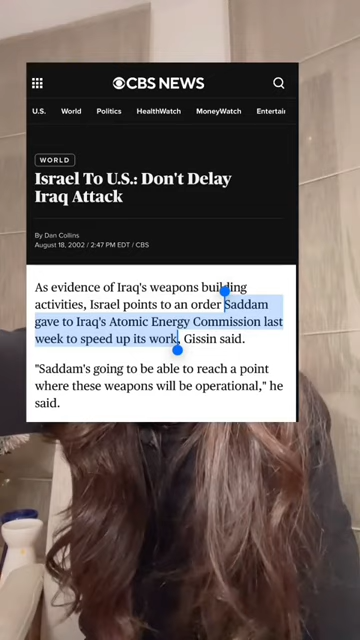 CBS NEWS
U.S. World Politics HealthWatch MoneyWatch Entertai
WORLD
Israel To U.S.: Don't Delay
Iraq Attack
By Dan Collins
August 18, 2002 / 2:47 PM EDT / CBS
As evidence of Iraq's weapons building
activities, Israel points to an order Saddam
gave to Iraq's Atomic Energy Commission last
week to speed up its work, Gissin said.
"Saddam's going to be able to reach a point
where these weapons will be operational," he
said.